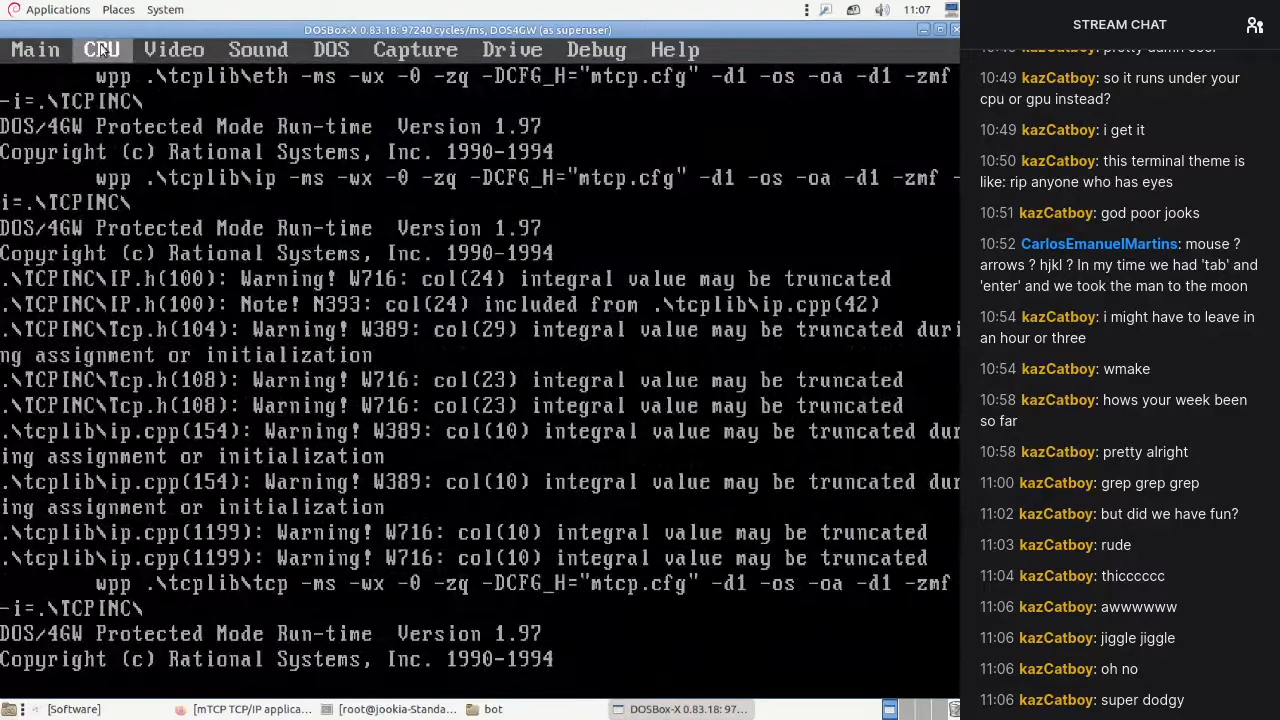 Applications Places System 11:07
DOSBox-X 0.83.18: 97240 cycles/ms, DOS4GW (as superuser)
Main CPU Video Sound DOS Capture Drive Debug Help
wpp .\tcplib\eth -ms -wx -0 -zq -DCFG_H="mtcp.cfg" -d1 -os -oa -d1 -zmf
-i=.\TCPINC\
DOS/4GW Protected Mode Run-time  Version 1.97
Copyright (c) Rational Systems, Inc. 1990-1994
wpp .\tcplib\ip -ms -wx -0 -zq -DCFG_H="mtcp.cfg" -d1 -os -oa -d1 -zmf -
i=.\TCPINC\
DOS/4GW Protected Mode Run-time  Version 1.97
Copyright (c) Rational Systems, Inc. 1990-1994
.\TCPINC\IP.h(100): Warning! W716: col(24) integral value may be truncated
.\TCPINC\IP.h(100): Note! N393: col(24) included from .\tcplib\ip.cpp(42)
.\TCPINC\Tcp.h(104): Warning! W389: col(29) integral value may be truncated duri
ng assignment or initialization
.\TCPINC\Tcp.h(108): Warning! W716: col(23) integral value may be truncated
.\TCPINC\Tcp.h(108): Warning! W716: col(23) integral value may be truncated
.\tcplib\ip.cpp(154): Warning! W389: col(10) integral value may be truncated dur
ing assignment or initialization
.\tcplib\ip.cpp(154): Warning! W389: col(10) integral value may be truncated dur
ing assignment or initialization
.\tcplib\ip.cpp(1199): Warning! W716: col(10) integral value may be truncated
.\tcplib\ip.cpp(1199): Warning! W716: col(10) integral value may be truncated
wpp .\tcplib\tcp -ms -wx -0 -zq -DCFG_H="mtcp.cfg" -d1 -os -oa -d1 -zmf
-i=.\TCPINC\
DOS/4GW Protected Mode Run-time  Version 1.97
Copyright (c) Rational Systems, Inc. 1990-1994
[Software] [mTCP TCP/IP applica... [root@jookia-Standa... bot DOSBox-X 0.83.18: 97...
STREAM CHAT
10:49 kazCatboy: so it runs under your
cpu or gpu instead?
10:49 kazCatboy: i get it
10:50 kazCatboy: this terminal theme is
like: rip anyone who has eyes
10:51 kazCatboy: god poor jooks
10:52 CarlosEmanuelMartins: mouse ?
arrows ? hjkl ? In my time we had 'tab' and
'enter' and we took the man to the moon
10:54 kazCatboy: i might have to leave in
an hour or three
10:54 kazCatboy: wmake
10:58 kazCatboy: hows your week been
so far
10:58 kazCatboy: pretty alright
11:00 kazCatboy: grep grep grep
11:02 kazCatboy: but did we have fun?
11:03 kazCatboy: rude
11:04 kazCatboy: thicccccc
11:06 kazCatboy: awwwwww
11:06 kazCatboy: jiggle jiggle
11:06 kazCatboy: oh no
11:06 kazCatboy: super dodgy